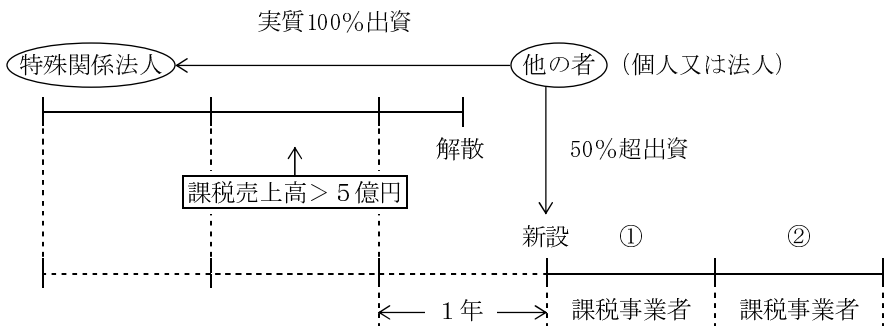 実質100％出資
特殊関係法人
他の者
（個人又は法人）
解散
50％超出資
課税売上高＞５億円
新設
①
②
１年
課税事業者
課税事業者